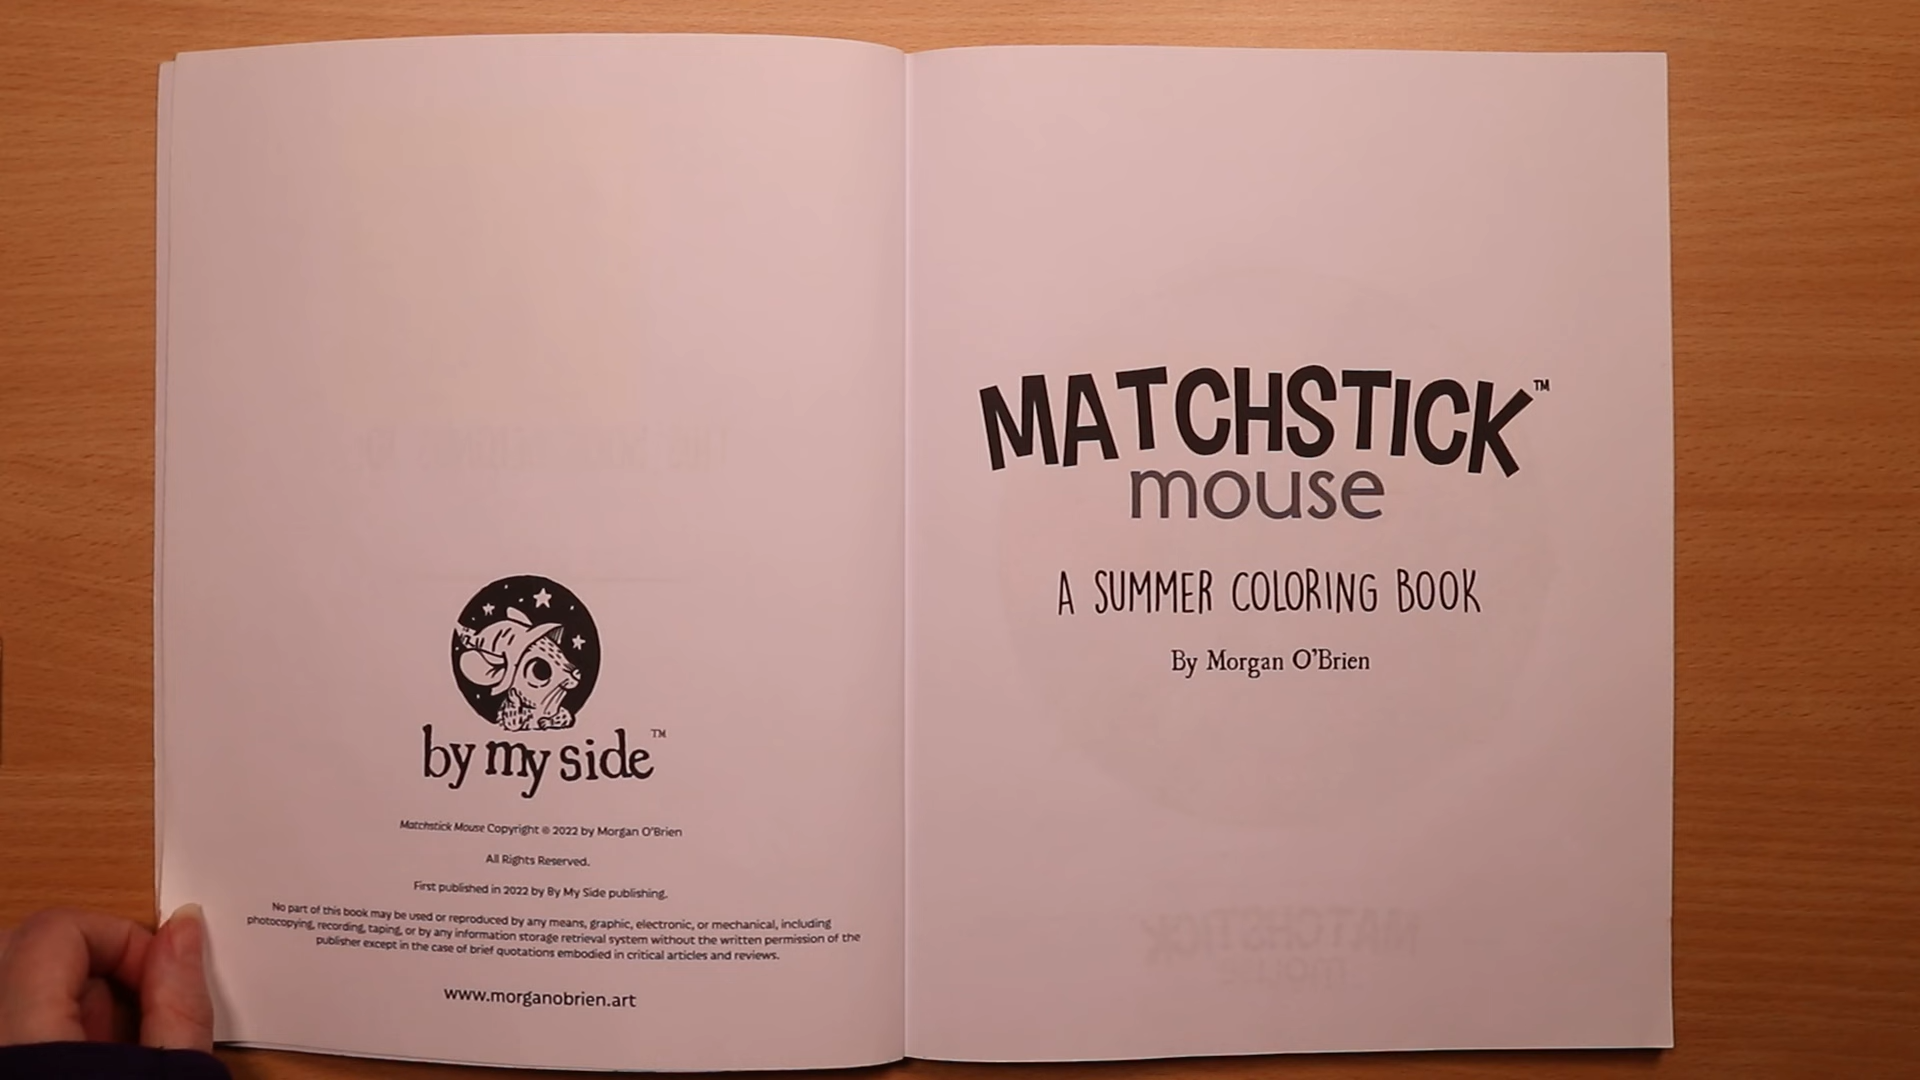 by my side™
Matchstick Mouse Copyright © 2022 by Morgan O'Brien
All Rights Reserved.
First published in 2022 by By My Side publishing.
No part of this book may be used or reproduced by any means, graphic, electronic, or mechanical, including
photocopying, recording, taping, or by any information storage retrieval system without the written permission of the
publisher except in the case of brief quotations embodied in critical articles and reviews.
www.morganobrien.art
MATCHSTICK™
mouse
A SUMMER COLORING BOOK
By Morgan O'Brien
MATCHSTICK
mouse